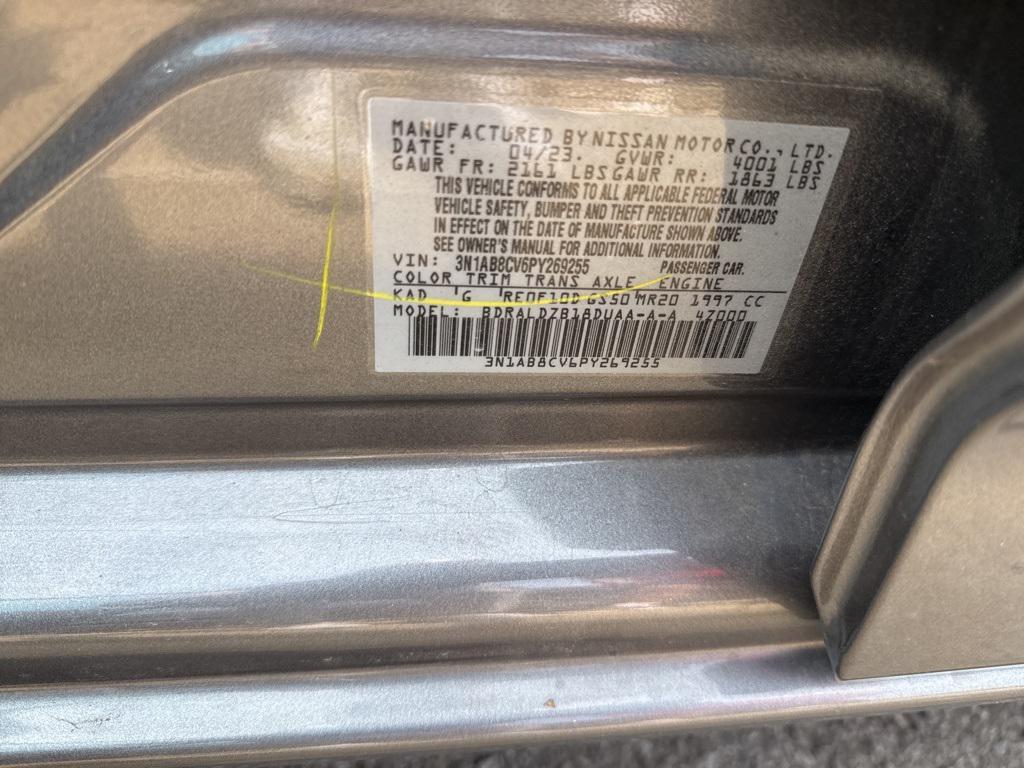 MANUFACTURED BY NISSAN MOTOR CO., LTD.
DATE: 04/23. GVWR: 4001 LBS
GAWR FR: 2161 LBS GAWR RR: 1863 LBS
THIS VEHICLE CONFORMS TO ALL APPLICABLE FEDERAL MOTOR
VEHICLE SAFETY, BUMPER AND THEFT PREVENTION STANDARDS
IN EFFECT ON THE DATE OF MANUFACTURE SHOWN ABOVE.
SEE OWNER'S MANUAL FOR ADDITIONAL INFORMATION.
VIN: 3N1AB8CV6PY269255 PASSENGER CAR.
COLOR TRIM TRANS AXLE ENGINE
KAD G RE0F10D GS50 MR20 1997 CC
MODEL: BDRALDZB18DUAA-A-A 4Z000
3N1AB8CV6PY269255